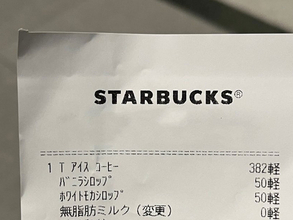 STARBUCKS®
1 T アイス コーヒー 382軽
バニラシロップ 50軽
ホワイトモカシロップ 50軽
無脂肪ミルク (変更) 0軽